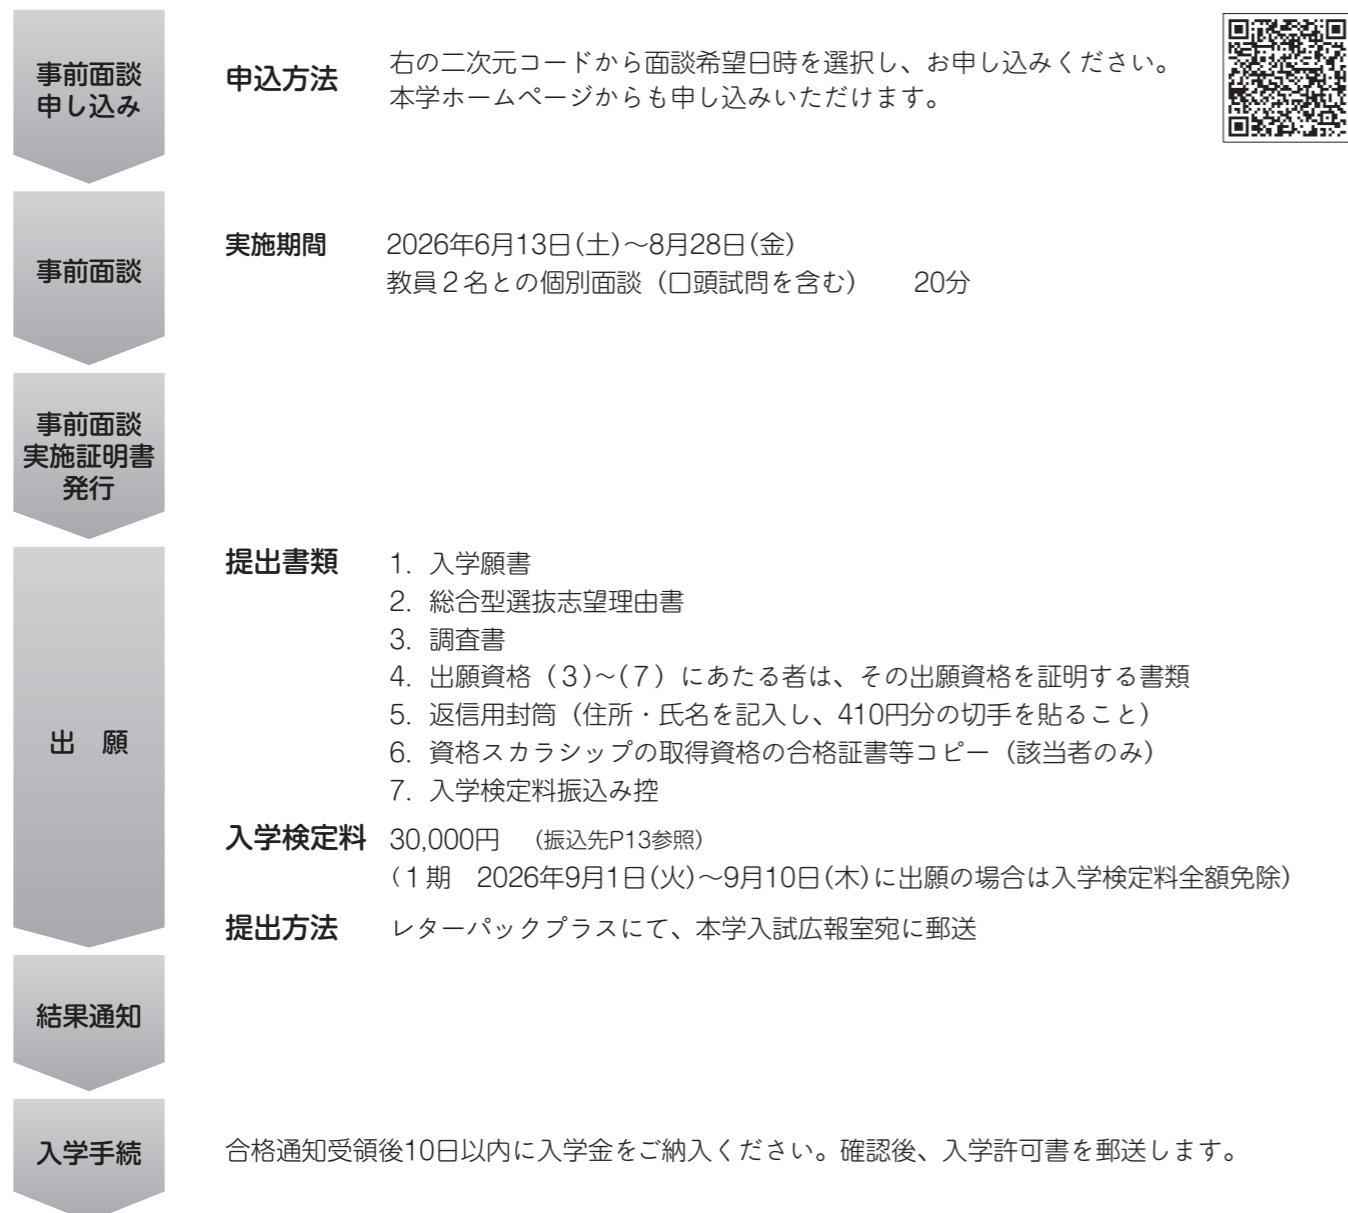 事前面談
申し込み
申込方法
右の二次元コードから面談希望日時を選択し、お申し込みください。
本学ホームページからも申し込みいただけます。
事前面談
実施期間
2026年6月13日(土)～8月28日(金)
教員２名との個別面談（口頭試問を含む）　　20分
事前面談
実施証明書
発行
出　願
提出書類
1．入学願書
2．総合型選抜志望理由書
3．調査書
4．出願資格（３）～（７）にあたる者は、その出願資格を証明する書類
5．返信用封筒（住所・氏名を記入し、410円分の切手を貼ること）
6．資格スカラシップの取得資格の合格証書等コピー（該当者のみ）
7．入学検定料振込み控
入学検定料
30,000円　（振込先P13参照）
（１期　2026年9月1日(火)～9月10日(木)に出願の場合は入学検定料全額免除）
提出方法
レターパックプラスにて、本学入試広報室宛に郵送
結果通知
入学手続
合格通知受領後10日以内に入学金をご納入ください。確認後、入学許可書を郵送します。